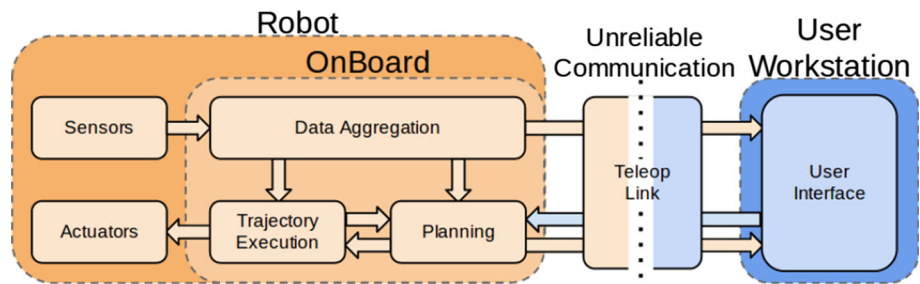 Robot
OnBoard
Unreliable
Communication
User
Workstation
Sensors
Data Aggregation
Teleop
Link
User
Interface
Actuators
Trajectory
Execution
Planning